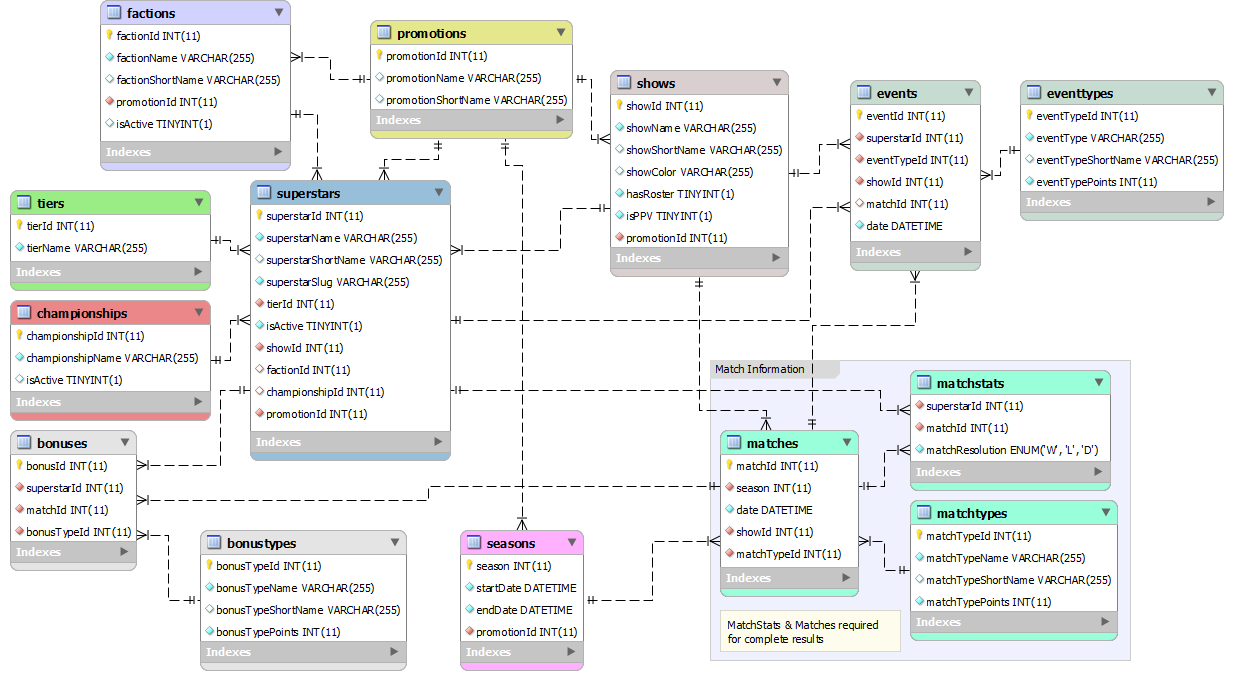 factions
factionId INT(11)
factionName VARCHAR(255)
factionShortName VARCHAR(255)
promotionId INT(11)
isActive TINYINT(1)
Indexes
promotions
promotionId INT(11)
promotionName VARCHAR(255)
promotionShortName VARCHAR(255)
Indexes
shows
showId INT(11)
showName VARCHAR(255)
showShortName VARCHAR(255)
showColor VARCHAR(255)
hasRoster TINYINT(1)
isPPV TINYINT(1)
promotionId INT(11)
Indexes
events
eventId INT(11)
superstarId INT(11)
eventTypeId INT(11)
showId INT(11)
matchId INT(11)
date DATETIME
Indexes
eventtypes
eventTypeId INT(11)
eventType VARCHAR(255)
eventTypeShortName VARCHAR(255)
eventTypePoints INT(11)
Indexes
tiers
tierId INT(11)
tierName VARCHAR(255)
Indexes
superstars
superstarId INT(11)
superstarName VARCHAR(255)
superstarShortName VARCHAR(255)
superstarSlug VARCHAR(255)
tierId INT(11)
isActive TINYINT(1)
showId INT(11)
factionId INT(11)
championshipId INT(11)
promotionId INT(11)
Indexes
championships
championshipId INT(11)
championshipName VARCHAR(255)
isActive TINYINT(1)
Indexes
bonuses
bonusId INT(11)
superstarId INT(11)
matchId INT(11)
bonusTypeId INT(11)
Indexes
bonustypes
bonusTypeId INT(11)
bonusTypeName VARCHAR(255)
bonusTypeShortName VARCHAR(255)
bonusTypePoints INT(11)
Indexes
seasons
season INT(11)
startDate DATETIME
endDate DATETIME
promotionId INT(11)
Indexes
Match Information
matches
matchId INT(11)
season INT(11)
date DATETIME
showId INT(11)
matchTypeId INT(11)
Indexes
matchstats
superstarId INT(11)
matchId INT(11)
matchResolution ENUM('W', 'L', 'D')
Indexes
matchtypes
matchTypeId INT(11)
matchTypeName VARCHAR(255)
matchTypeShortName VARCHAR(255)
matchTypePoints INT(11)
Indexes
MatchStats & Matches required
for complete results